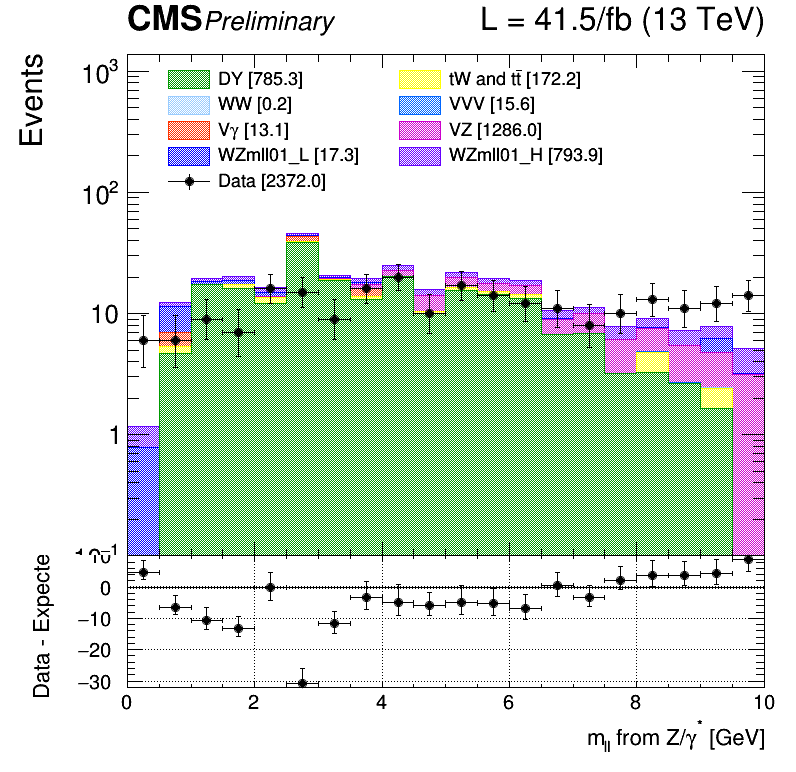 CMS Preliminary L = 41.5/fb (13 TeV)
Events
10³
10²
10
1
10⁻¹
DY [785.3]
tW and tt̄ [172.2]
WW [0.2]
VVV [15.6]
Vγ [13.1]
VZ [1286.0]
WZmll01_L [17.3]
WZmll01_H [793.9]
Data [2372.0]
Data - Expecte
0
−10
−20
−30
0 2 4 6 8 10
m_ll from Z/γ* [GeV]